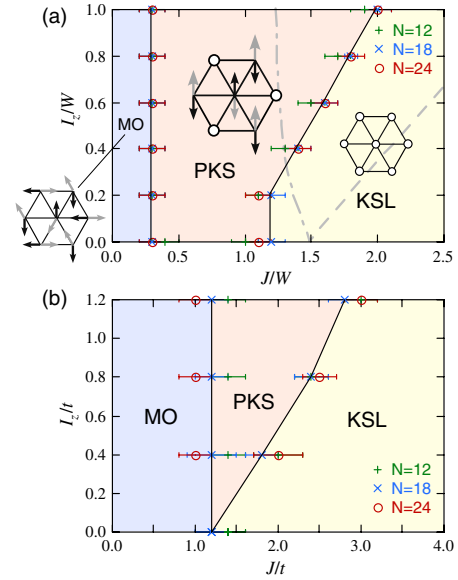 (a)
N=12
N=18
N=24
1.0
0.8
0.6
0.4
0.2
0.0
I_z/W
MO
PKS
KSL
0.0 0.5 1.0 1.5 2.0 2.5
J/W
(b)
1.2
1.0
0.8
0.6
0.4
0.2
0.0
I_z/t
MO
PKS
KSL
N=12
N=18
N=24
0.0 1.0 2.0 3.0 4.0
J/t